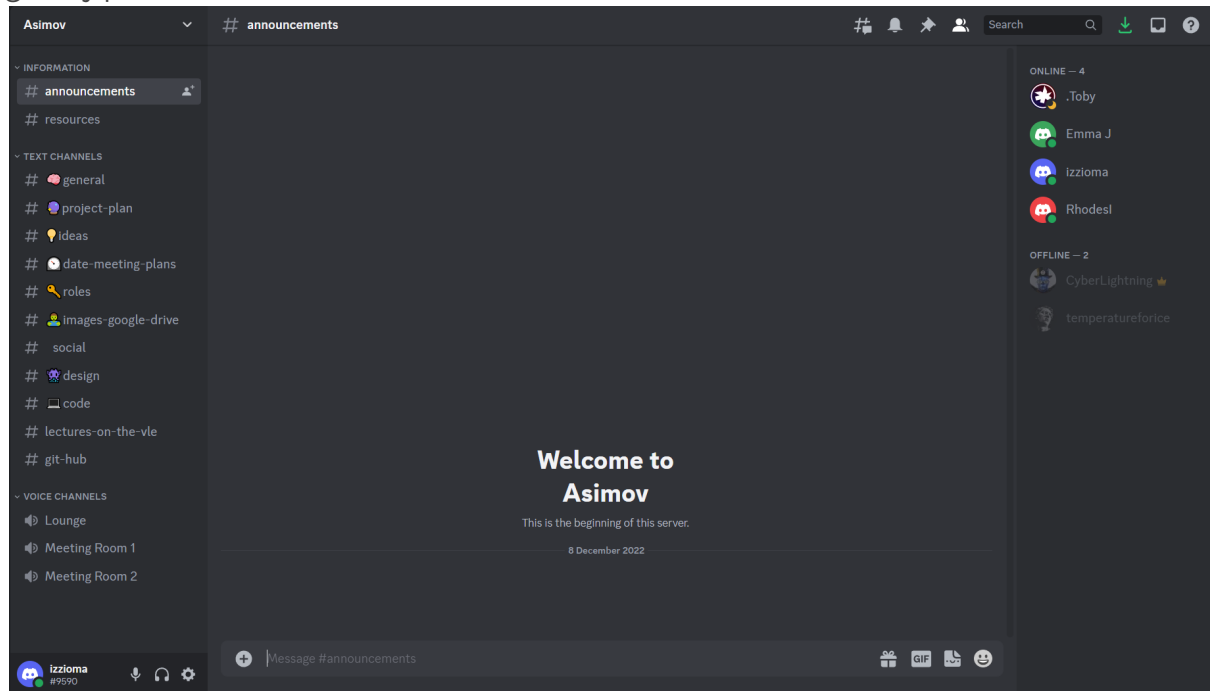 Asimov
INFORMATION
# announcements
# resources
TEXT CHANNELS
# general
# project-plan
# ideas
# date-meeting-plans
# roles
# images-google-drive
# social
# design
# code
# lectures-on-the-vle
# git-hub
VOICE CHANNELS
Lounge
Meeting Room 1
Meeting Room 2
izzioma
#9590
# announcements
Search
Welcome to
Asimov
This is the beginning of this server.
8 December 2022
Message #announcements
GIF
ONLINE — 4
.Toby
Emma J
izzioma
RhodesI
OFFLINE — 2
CyberLightning
temperatureforice